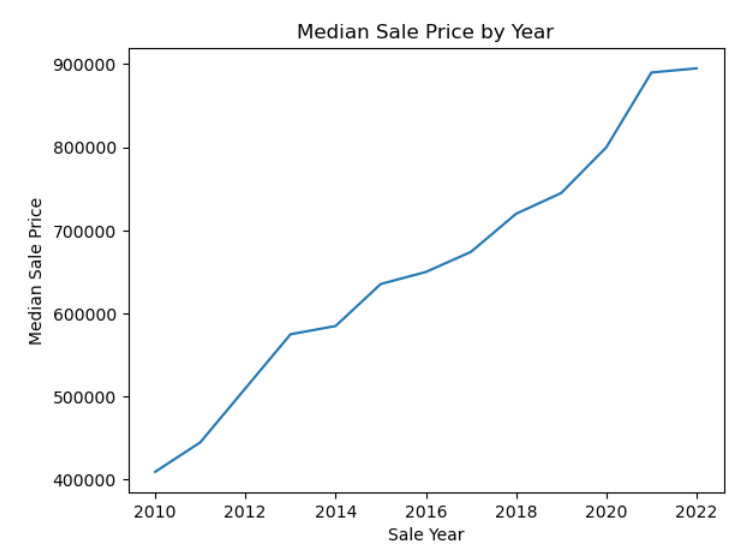 Median Sale Price by Year
900000
800000
700000
600000
500000
400000
Median Sale Price
2010 2012 2014 2016 2018 2020 2022
Sale Year